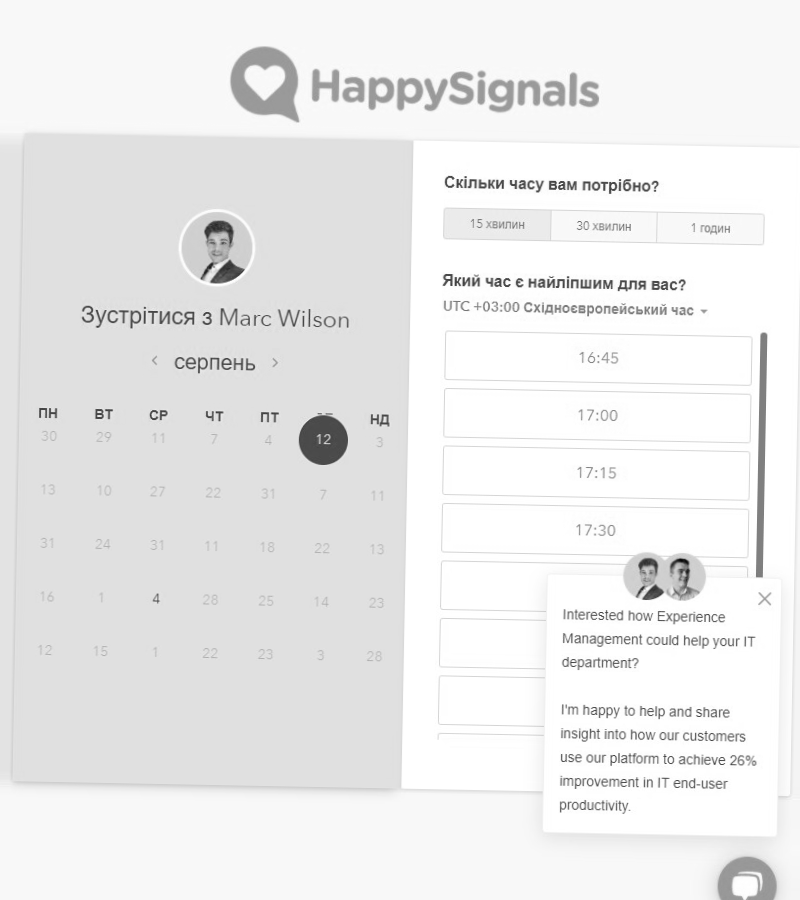 HappySignals
Зустрітися з Marc Wilson
серпень
ПН ВТ СР ЧТ ПТ НД
30 29 11 7 4 12 3
13 10 27 22 31 7 11
31 24 31 11 18 22 13
16 1 4 28 25 14 23
12 15 1 22 23 3 28
Скільки часу вам потрібно?
15 хвилин 30 хвилин 1 годин
Який час є найліпшим для вас?
UTC +03:00 Східноєвропейський час
16:45
17:00
17:15
17:30
Interested how Experience
Management could help your IT
department?
I'm happy to help and share
insight into how our customers
use our platform to achieve 26%
improvement in IT end-user
productivity.